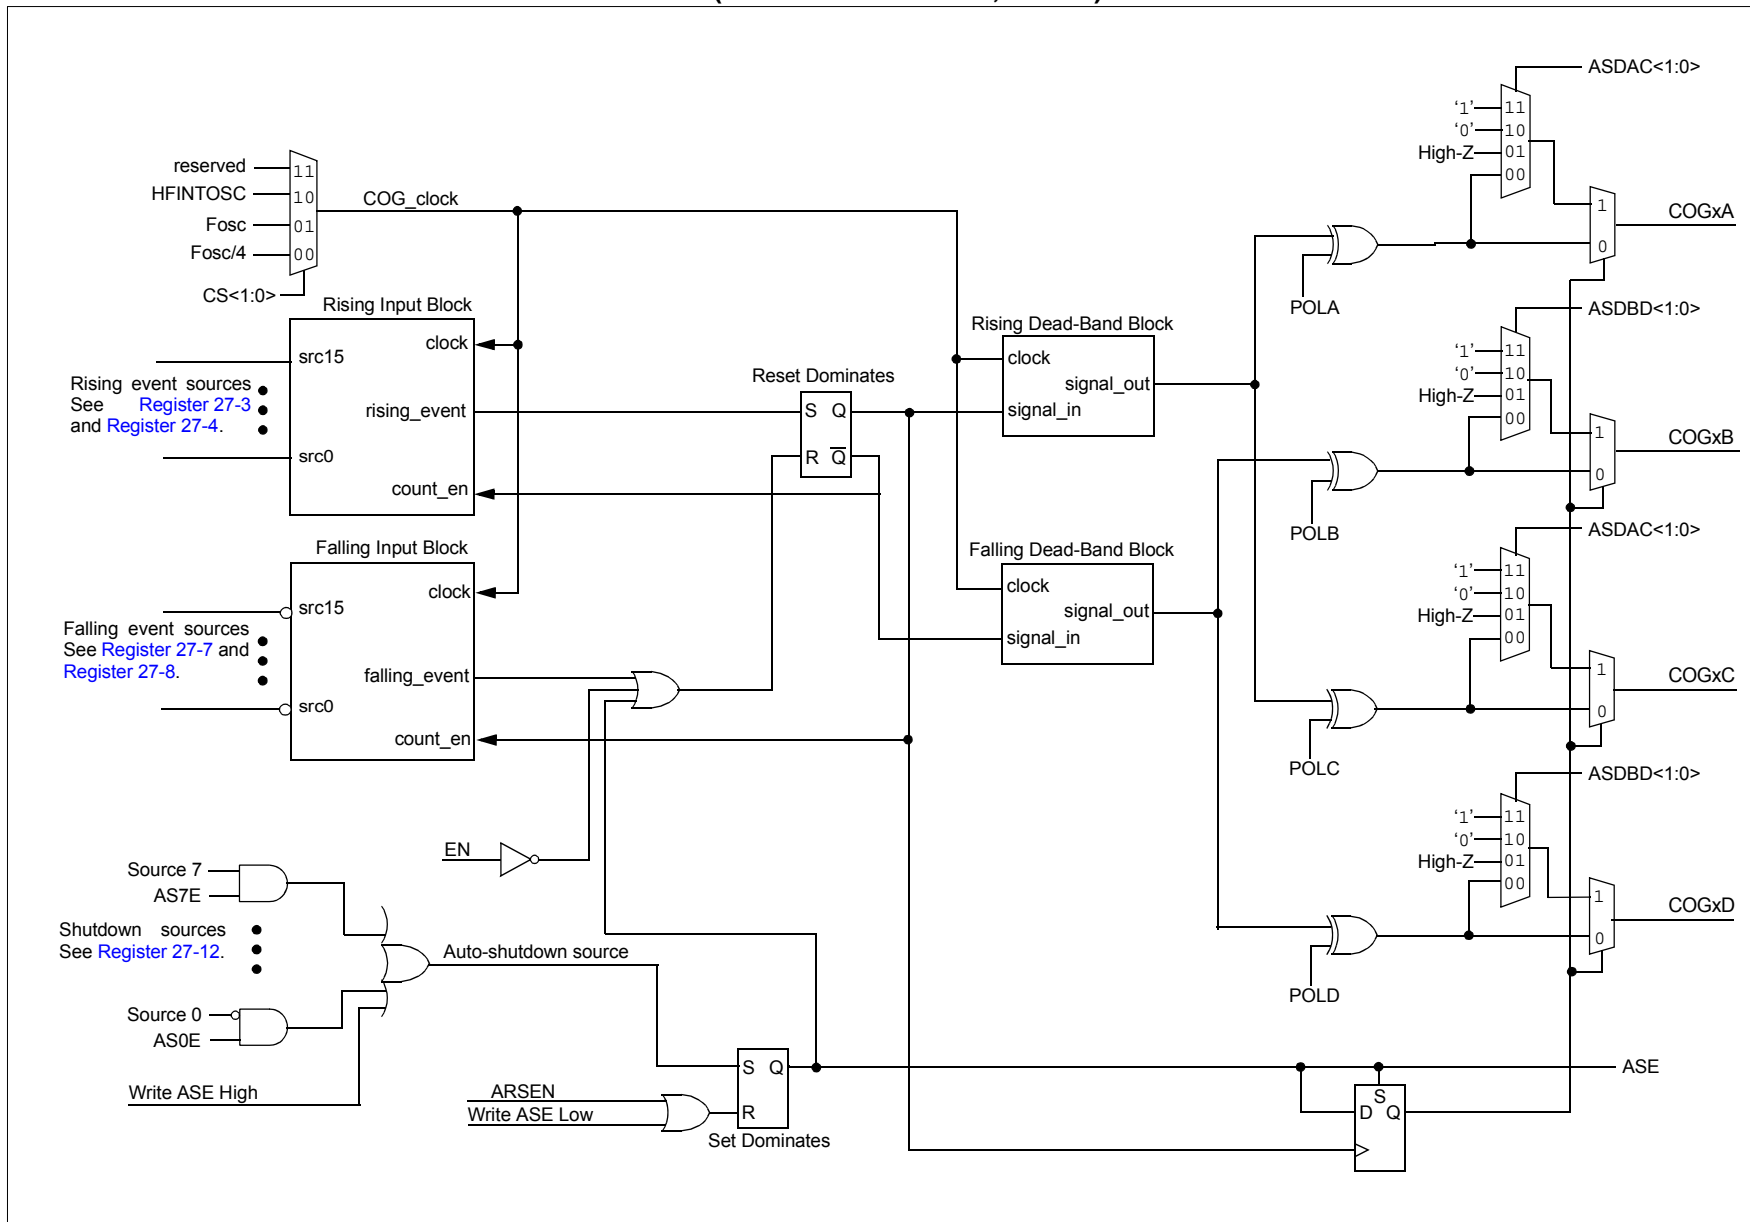 reserved
11
HFINTOSC
10
Fosc
01
Fosc/4
00
CS<1:0>
COG_clock
Rising Input Block
clock
src15
Rising event sources
See Register 27-3
and Register 27-4.
rising_event
src0
count_en
Falling Input Block
clock
src15
Falling event sources
See Register 27-7 and
Register 27-8.
falling_event
src0
count_en
EN
Source 7
AS7E
Shutdown sources
See Register 27-12.
Source 0
AS0E
Write ASE High
Auto-shutdown source
ARSEN
Write ASE Low
S Q
R
Set Dominates
Reset Dominates
S Q
R Q
Rising Dead-Band Block
clock
signal_out
signal_in
Falling Dead-Band Block
clock
signal_out
signal_in
ASDAC<1:0>
‘1’ 11
‘0’ 10
High-Z 01
00
1
0
COGxA
POLA
ASDBD<1:0>
‘1’ 11
‘0’ 10
High-Z 01
00
1
0
COGxB
POLB
ASDAC<1:0>
‘1’ 11
‘0’ 10
High-Z 01
00
1
0
COGxC
POLC
ASDBD<1:0>
‘1’ 11
‘0’ 10
High-Z 01
00
1
0
COGxD
POLD
ASE
S
D Q